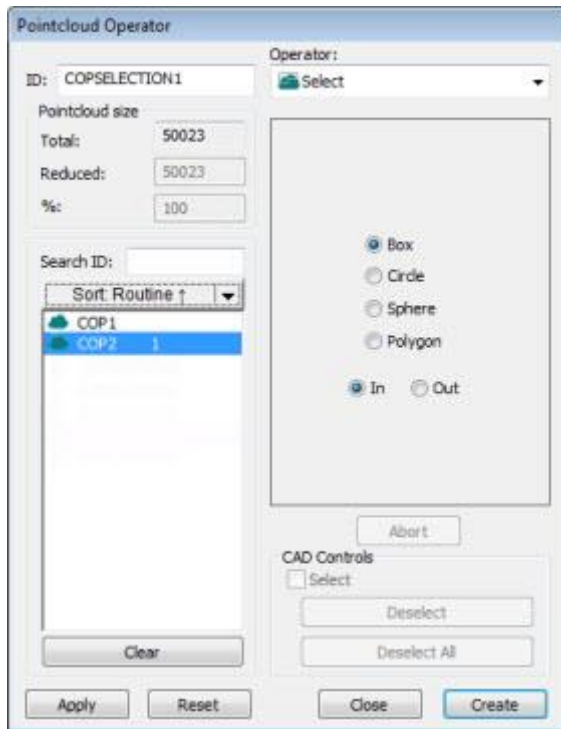 Pointcloud Operator
Operator:
ID: COPSELECTION1
Select
Pointcloud size
Total: 50023
Reduced: 50023
%: 100
Box
Circle
Sphere
Polygon
In Out
Search ID:
Sort: Routine ↑
COP1
COP2 1
Abort
CAD Controls
Select
Deselect
Deselect All
Clear
Apply Reset Close Create